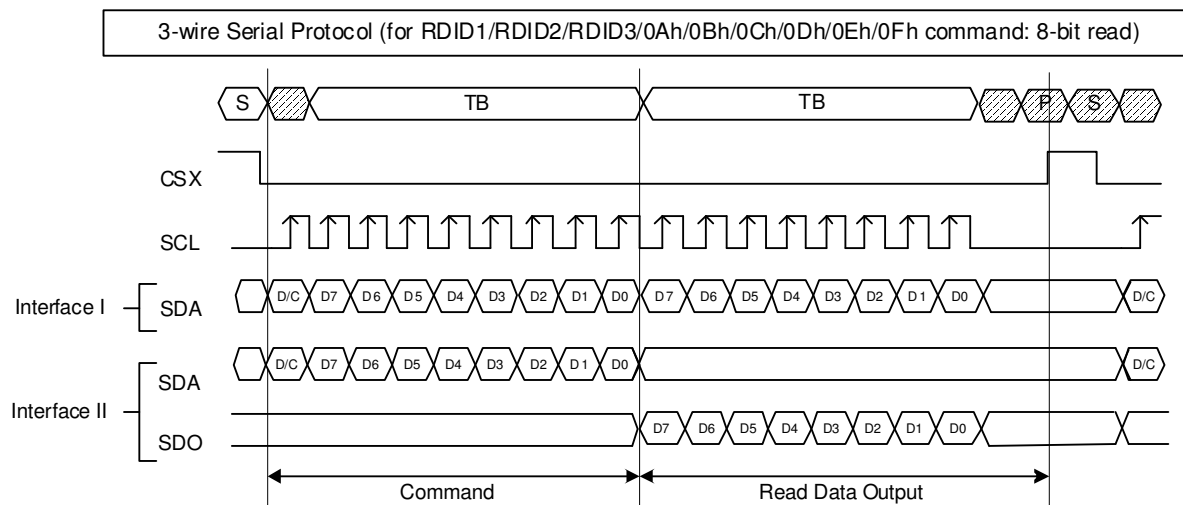 3-wire Serial Protocol (for RDID1/RDID2/RDID3/0Ah/0Bh/0Ch/0Dh/0Eh/0Fh command: 8-bit read)
S TB TB P S
CSX
SCL
Interface I SDA D/C D7 D6 D5 D4 D3 D2 D1 D0 D7 D6 D5 D4 D3 D2 D1 D0 D/C
SDA D/C D7 D6 D5 D4 D3 D2 D1 D0 D/C
Interface II
SDO D7 D6 D5 D4 D3 D2 D1 D0
Command Read Data Output